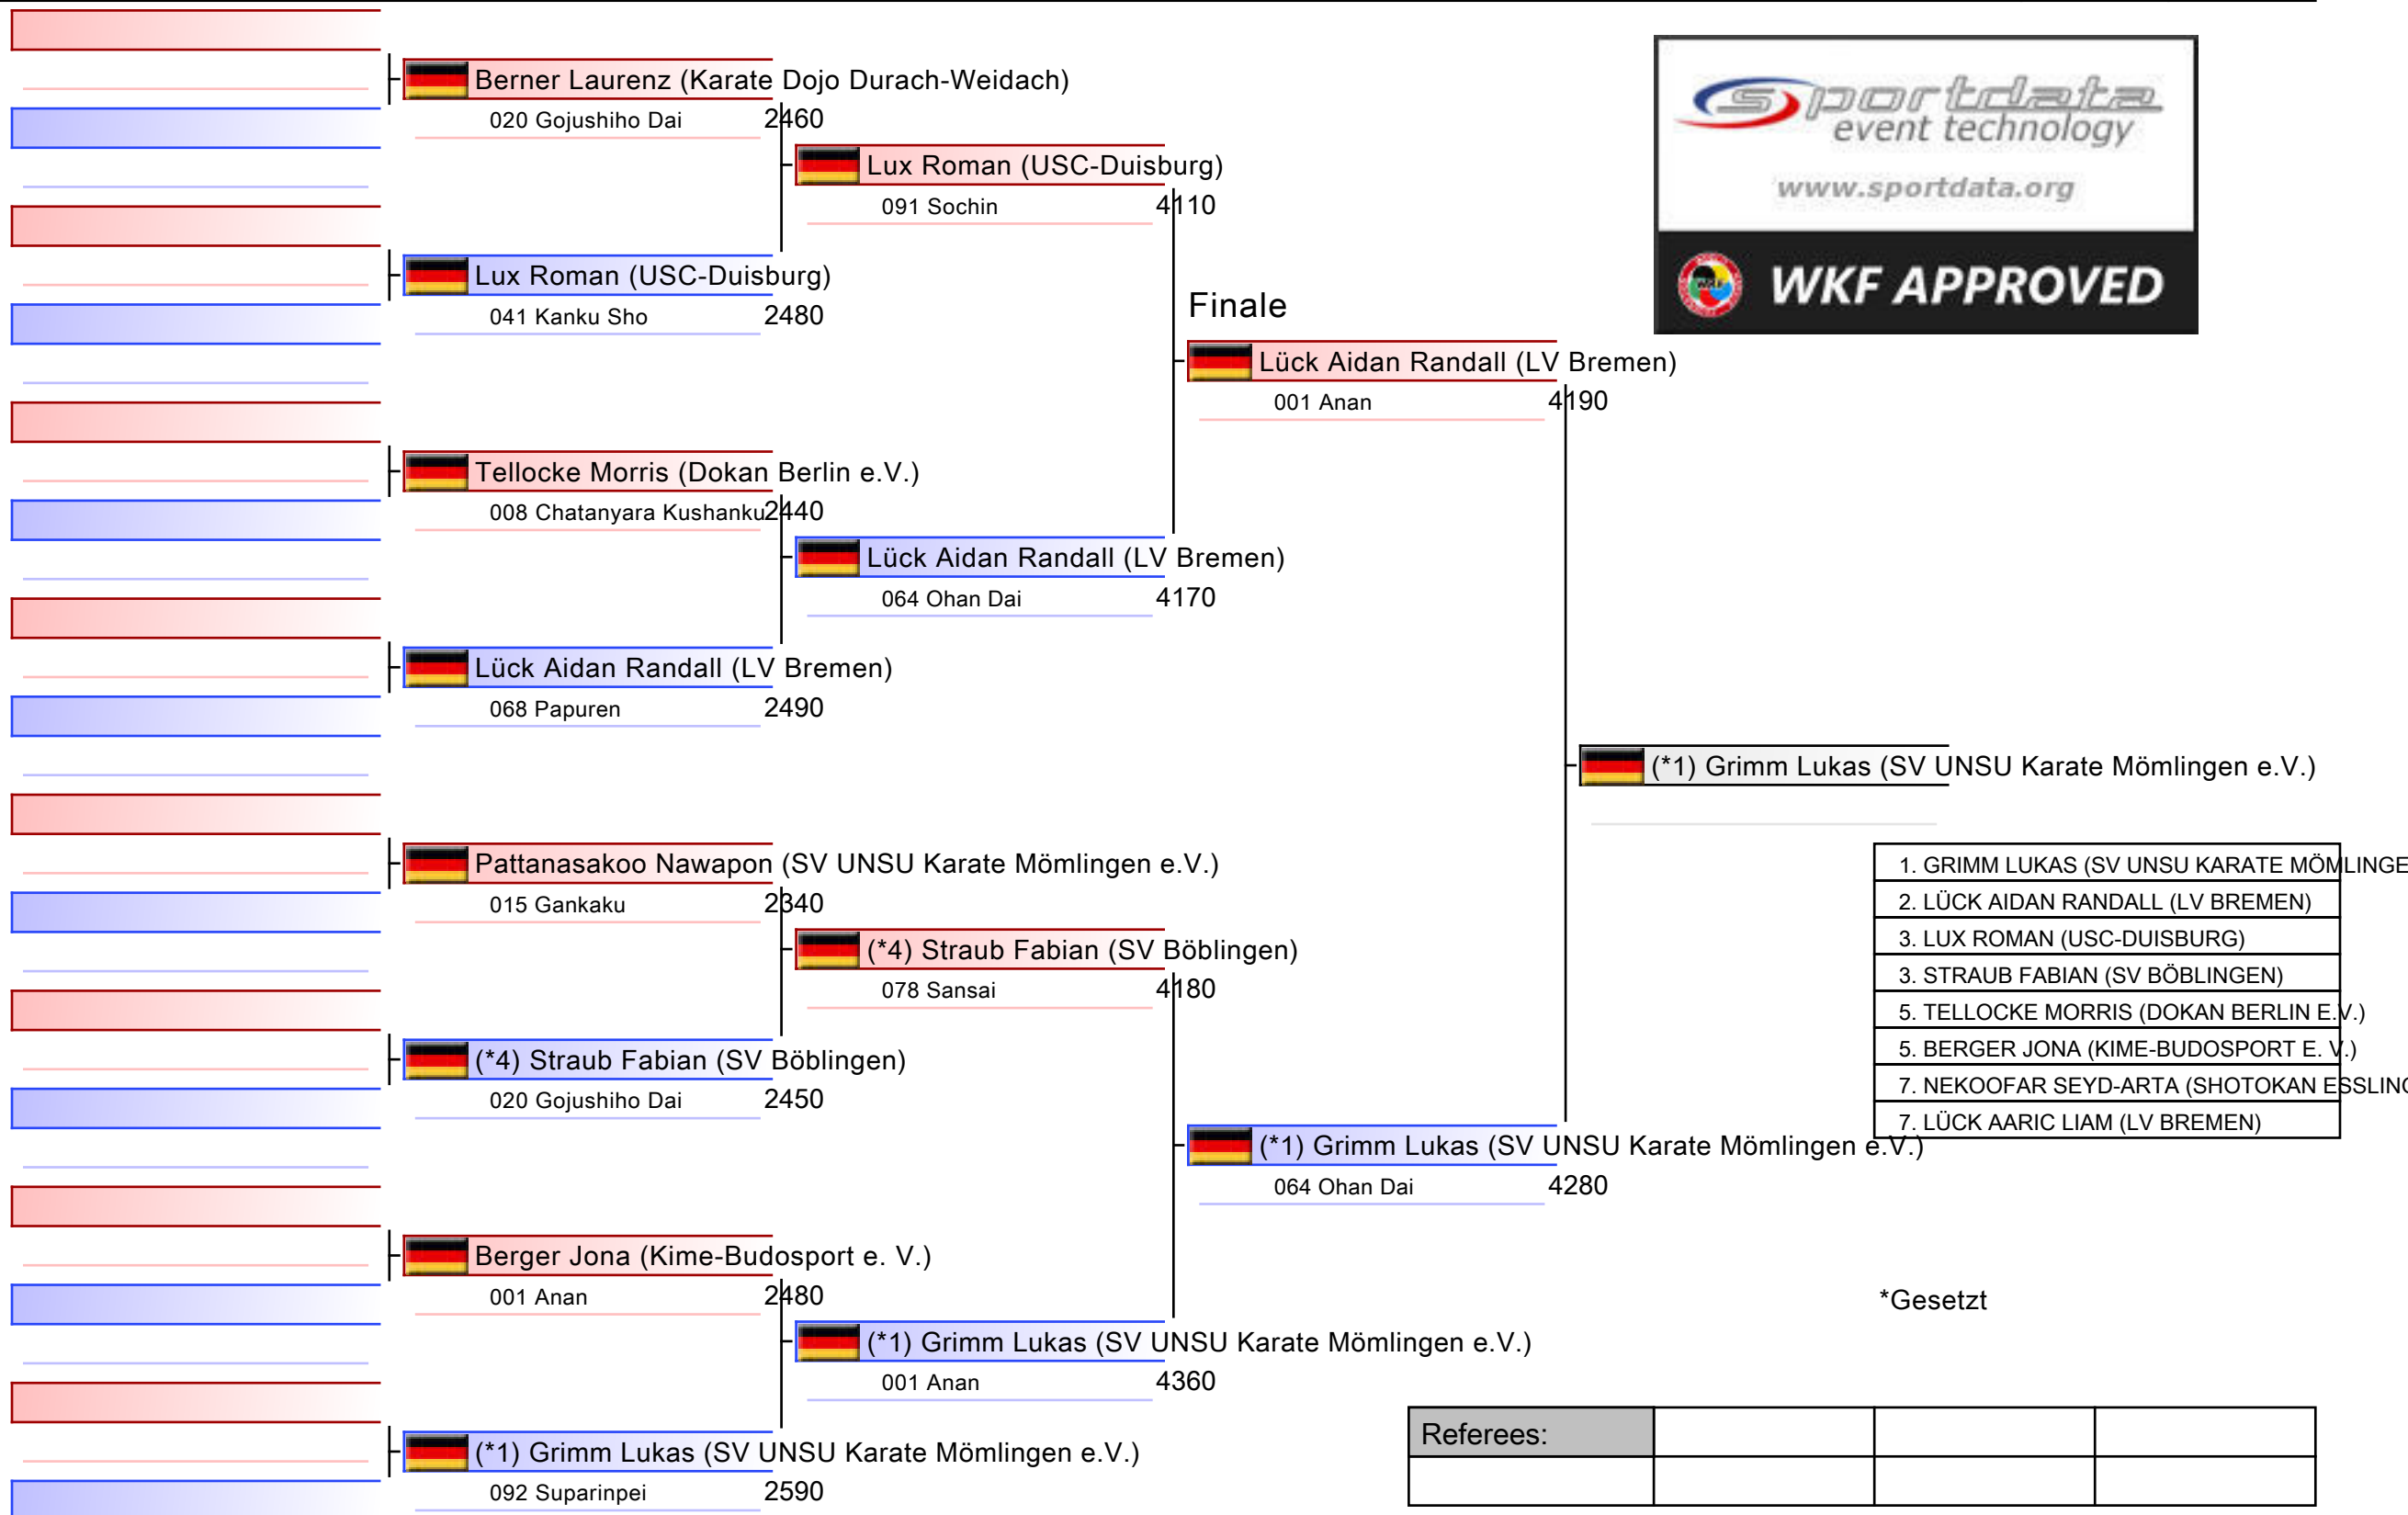 Berner Laurenz (Karate Dojo Durach-Weidach)
020 Gojushiho Dai 2460
Lux Roman (USC-Duisburg)
091 Sochin 4110
Lux Roman (USC-Duisburg)
041 Kanku Sho 2480
sportdata
event technology
www.sportdata.org
WKF APPROVED
Finale
Lück Aidan Randall (LV Bremen)
001 Anan 4190
Tellocke Morris (Dokan Berlin e.V.)
008 Chatanyara Kushanku 2440
Lück Aidan Randall (LV Bremen)
064 Ohan Dai 4170
Lück Aidan Randall (LV Bremen)
068 Papuren 2490
(*1) Grimm Lukas (SV UNSU Karate Mömlingen e.V.)
Pattanasakoo Nawapon (SV UNSU Karate Mömlingen e.V.)
015 Gankaku 2340
(*4) Straub Fabian (SV Böblingen)
078 Sansai 4180
(*4) Straub Fabian (SV Böblingen)
020 Gojushiho Dai 2450
1. GRIMM LUKAS (SV UNSU KARATE MÖMLINGE
2. LÜCK AIDAN RANDALL (LV BREMEN)
3. LUX ROMAN (USC-DUISBURG)
3. STRAUB FABIAN (SV BÖBLINGEN)
5. TELLOCKE MORRIS (DOKAN BERLIN E.V.)
5. BERGER JONA (KIME-BUDOSPORT E. V.)
7. NEKOOFAR SEYD-ARTA (SHOTOKAN ESSLING
7. LÜCK AARIC LIAM (LV BREMEN)
(*1) Grimm Lukas (SV UNSU Karate Mömlingen e.V.)
064 Ohan Dai 4280
Berger Jona (Kime-Budosport e. V.)
001 Anan 2480
*Gesetzt
(*1) Grimm Lukas (SV UNSU Karate Mömlingen e.V.)
001 Anan 4360
(*1) Grimm Lukas (SV UNSU Karate Mömlingen e.V.)
092 Suparinpei 2590
Referees: